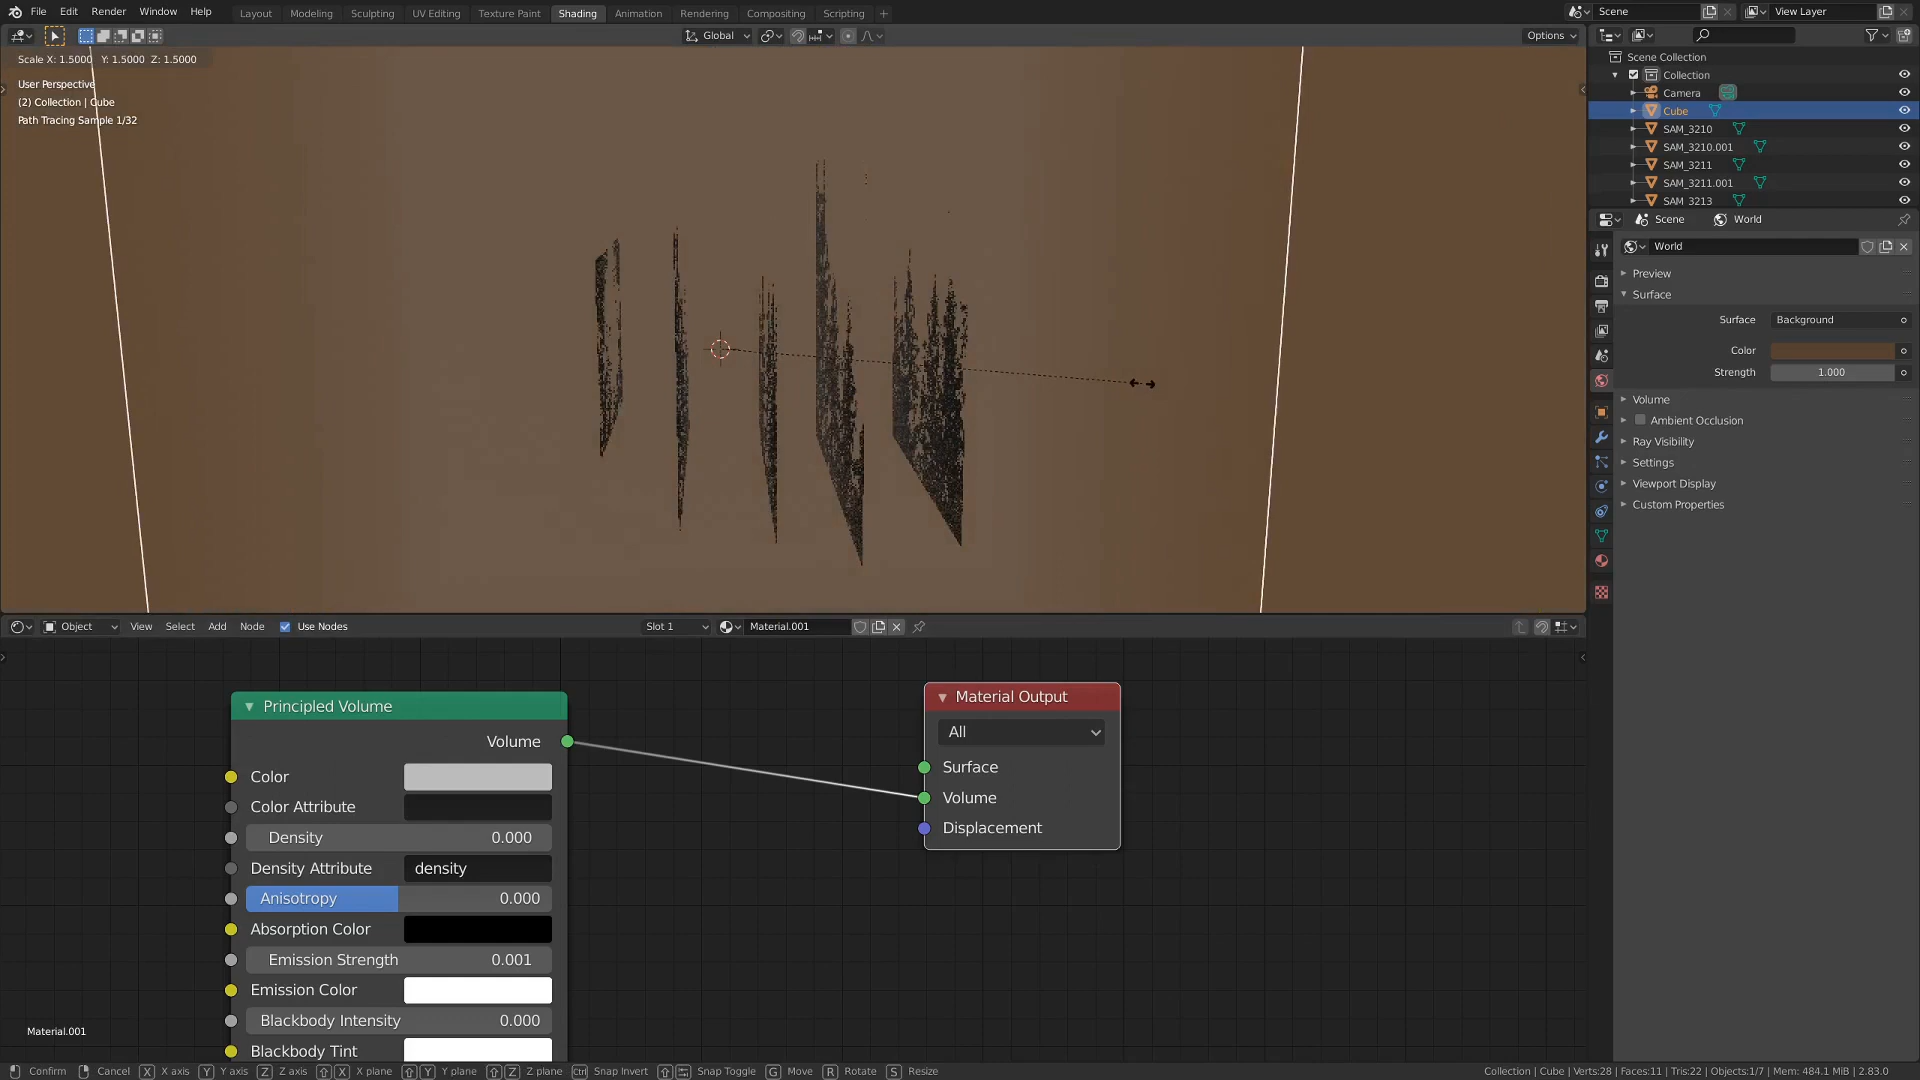 File Edit Render Window Help Layout Modeling Sculpting UV Editing Texture Paint Shading Animation Rendering Compositing Scripting + Scene View Layer
Global Options
Scale X: 1.5000 Y: 1.5000 Z: 1.5000
User Perspective
(2) Collection | Cube
Path Tracing Sample 1/32
Scene Collection
Collection
Camera
Cube
SAM_3210
SAM_3210.001
SAM_3211
SAM_3211.001
SAM_3213
Scene World
World
Preview
Surface
Surface Background
Color
Strength 1.000
Volume
Ambient Occlusion
Ray Visibility
Settings
Viewport Display
Custom Properties
Object View Select Add Node Use Nodes Slot 1 Material.001
Principled Volume
Volume
Color
Color Attribute
Density 0.000
Density Attribute density
Anisotropy 0.000
Absorption Color
Emission Strength 0.001
Emission Color
Blackbody Intensity 0.000
Blackbody Tint
Material Output
All
Surface
Volume
Displacement
Material.001
Confirm Cancel X X axis Y Y axis Z Z axis X X plane Y Y plane Z Z plane Ctrl Snap Invert Snap Toggle G Move R Rotate S Resize Collection | Cube | Verts:28 | Faces:11 | Tris:22 | Objects:1/7 | Mem: 484.1 MiB | 2.83.0